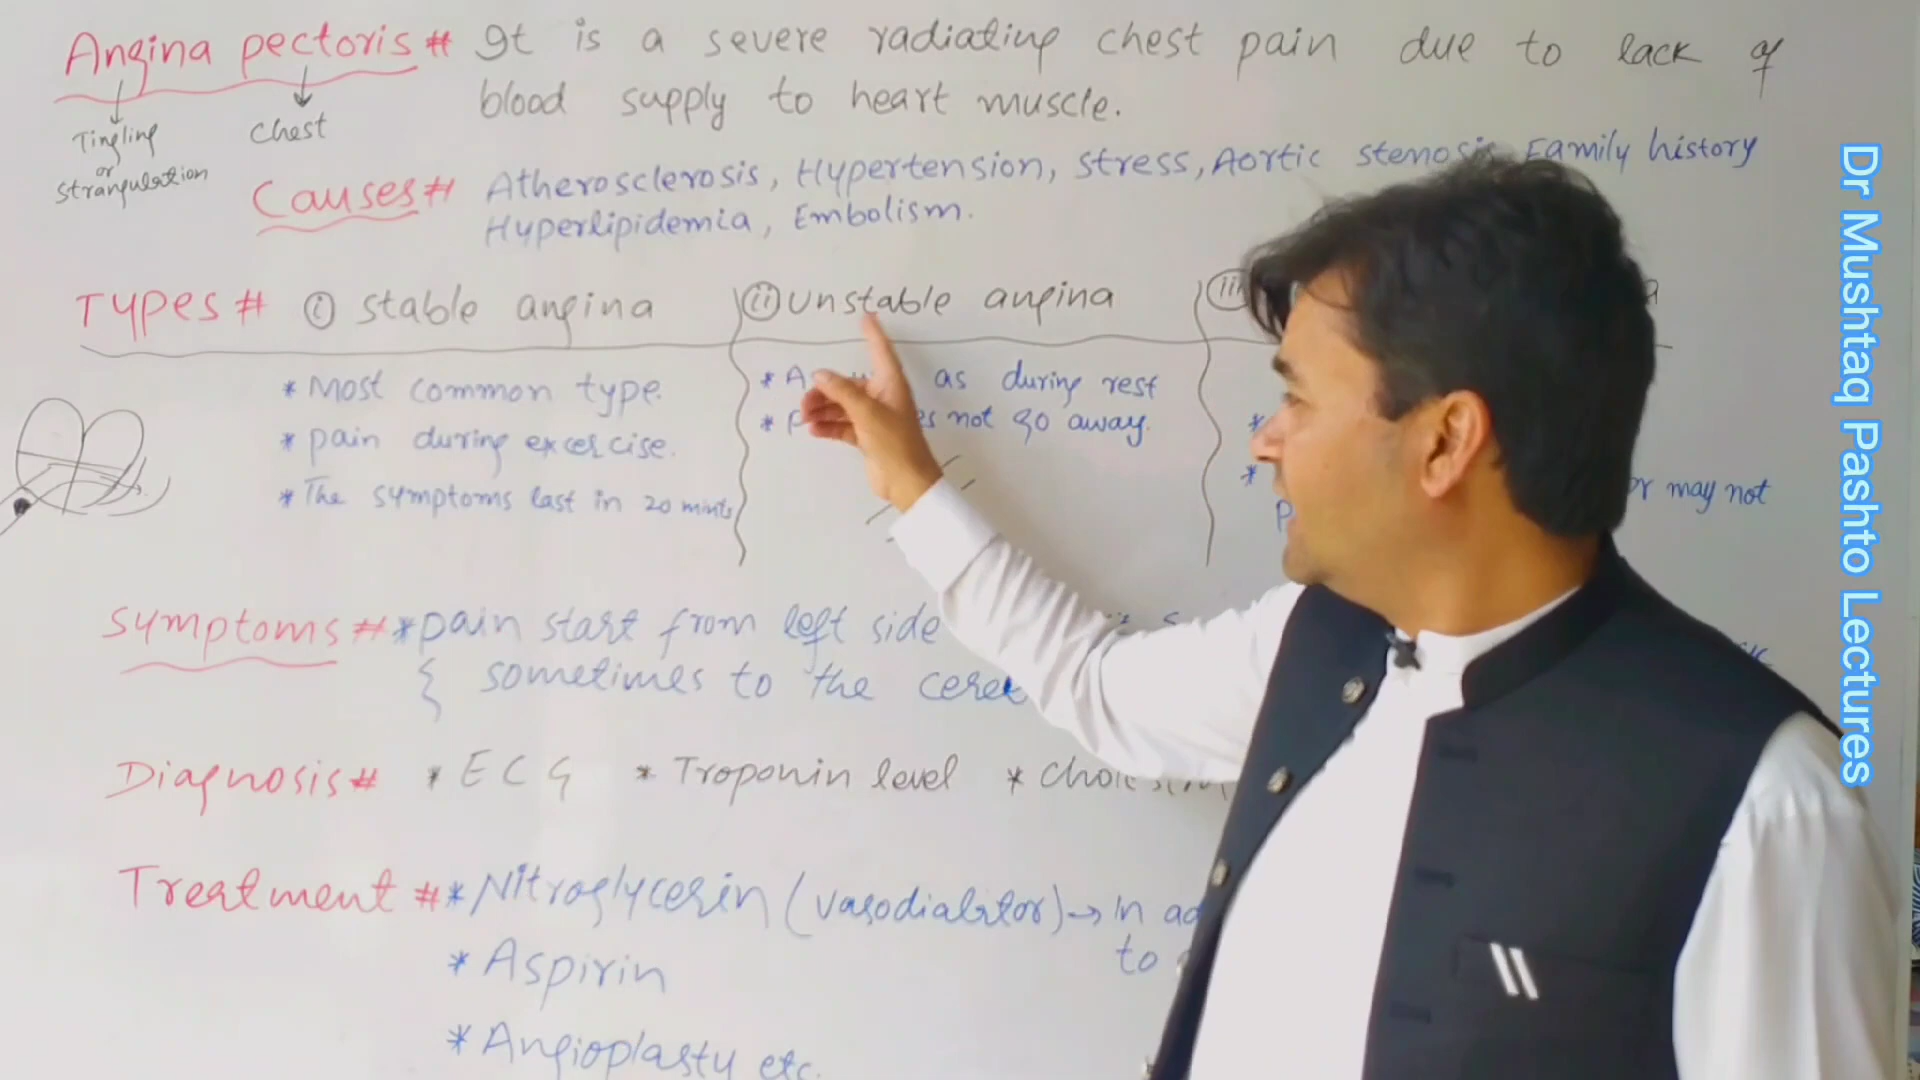 Angina pectoris # It is a severe radiating chest pain due to lack of
blood supply to heart muscle.
Tingling
or
strangulation
chest
Causes # Atherosclerosis, Hypertension, stress, Aortic stenosis Family history
Hyperlipidemia, Embolism.
Types # (i) stable angina (ii) unstable angina (iii
* Most common type.
* pain during excercise.
* The symptoms last in 20 mints
* as during rest
* not go away.
*
* or may not
Symptoms # * pain start from left side
sometimes to the
Diagnosis # * ECG * Troponin level *
Treatment # * Nitroglycerin (vasodialator) → In
to
* Aspirin
* Angioplasty etc.
Dr Mushtaq Pashto Lectures